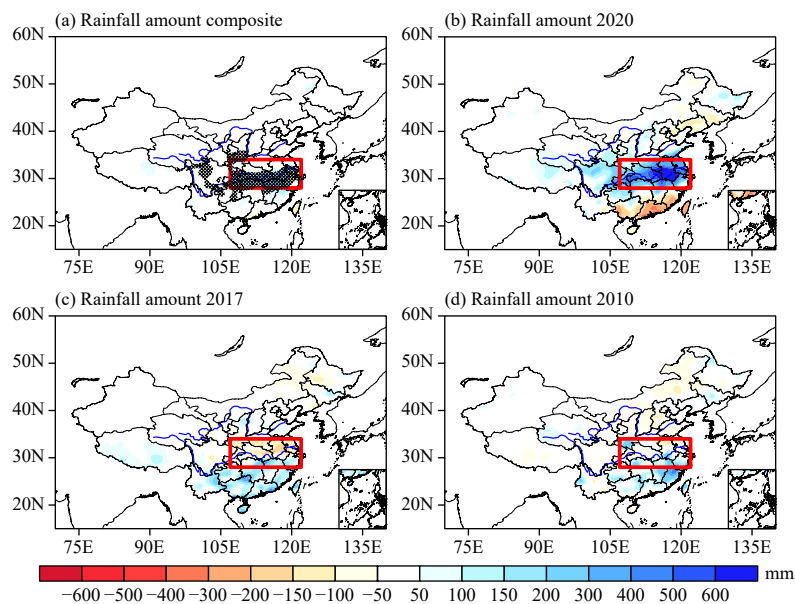 (a) Rainfall amount composite
(b) Rainfall amount 2020
60N
50N
40N
30N
20N
75E 90E 105E 120E 135E
60N
50N
40N
30N
20N
75E 90E 105E 120E 135E
(c) Rainfall amount 2017
(d) Rainfall amount 2010
60N
50N
40N
30N
20N
75E 90E 105E 120E 135E
60N
50N
40N
30N
20N
75E 90E 105E 120E 135E
−600 −500 −400 −300 −200 −100 −50 50 100 150 200 300 400 500 600 mm